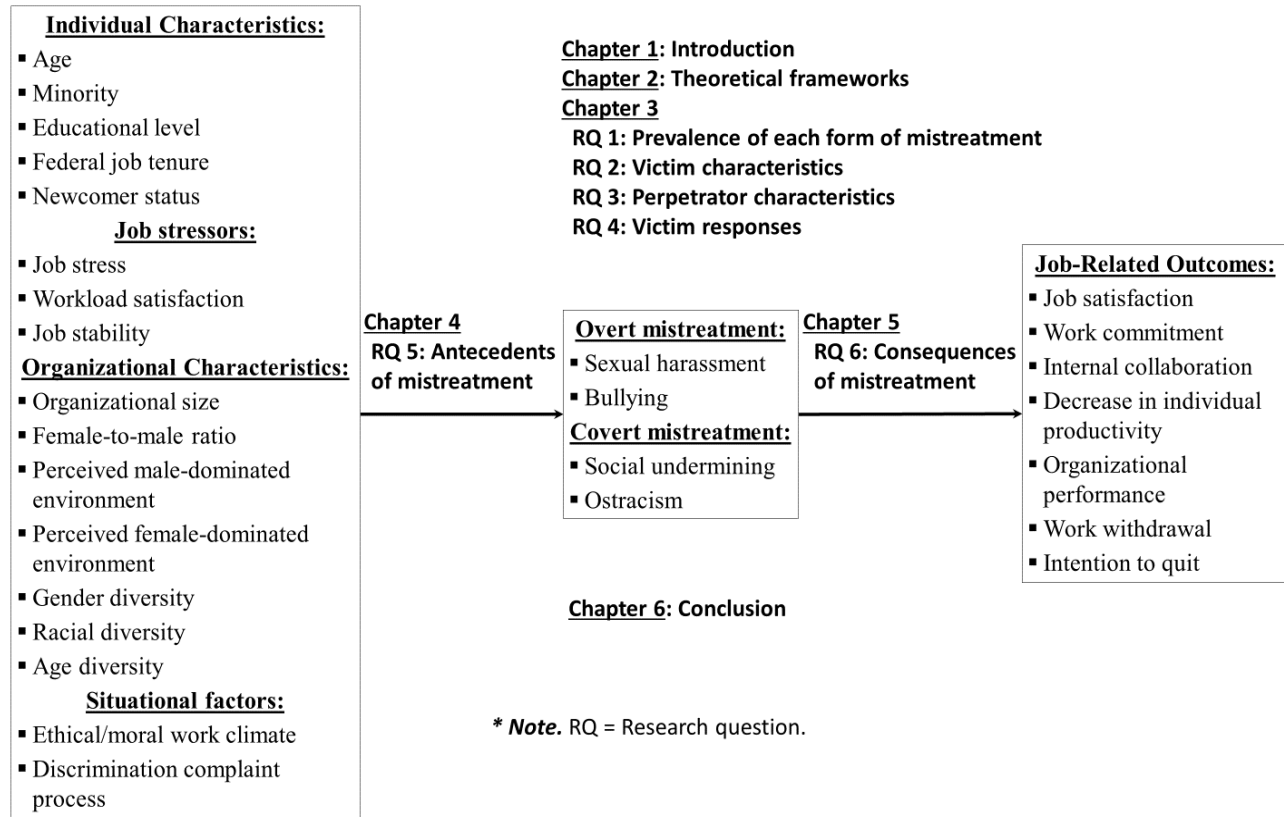 Individual Characteristics:
▪ Age
▪ Minority
▪ Educational level
▪ Federal job tenure
▪ Newcomer status
Job stressors:
▪ Job stress
▪ Workload satisfaction
▪ Job stability
Organizational Characteristics:
▪ Organizational size
▪ Female-to-male ratio
▪ Perceived male-dominated
environment
▪ Perceived female-dominated
environment
▪ Gender diversity
▪ Racial diversity
▪ Age diversity
Situational factors:
▪ Ethical/moral work climate
▪ Discrimination complaint
process
Chapter 1: Introduction
Chapter 2: Theoretical frameworks
Chapter 3
RQ 1: Prevalence of each form of mistreatment
RQ 2: Victim characteristics
RQ 3: Perpetrator characteristics
RQ 4: Victim responses
Chapter 4
RQ 5: Antecedents
of mistreatment
Overt mistreatment:
▪ Sexual harassment
▪ Bullying
Covert mistreatment:
▪ Social undermining
▪ Ostracism
Chapter 5
RQ 6: Consequences
of mistreatment
Job-Related Outcomes:
▪ Job satisfaction
▪ Work commitment
▪ Internal collaboration
▪ Decrease in individual
productivity
▪ Organizational
performance
▪ Work withdrawal
▪ Intention to quit
Chapter 6: Conclusion
* Note. RQ = Research question.